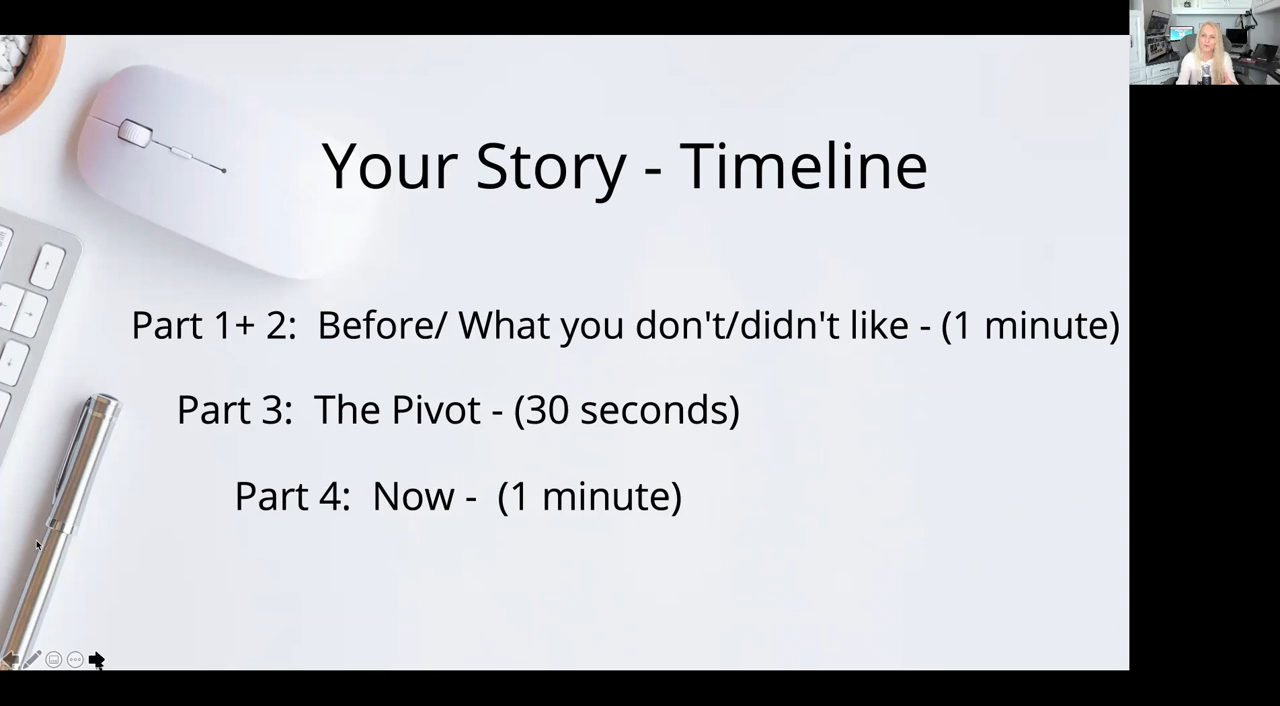 Your Story - Timeline
Part 1+ 2:  Before/ What you don't/didn't like - (1 minute)
Part 3:  The Pivot - (30 seconds)
Part 4:  Now -  (1 minute)